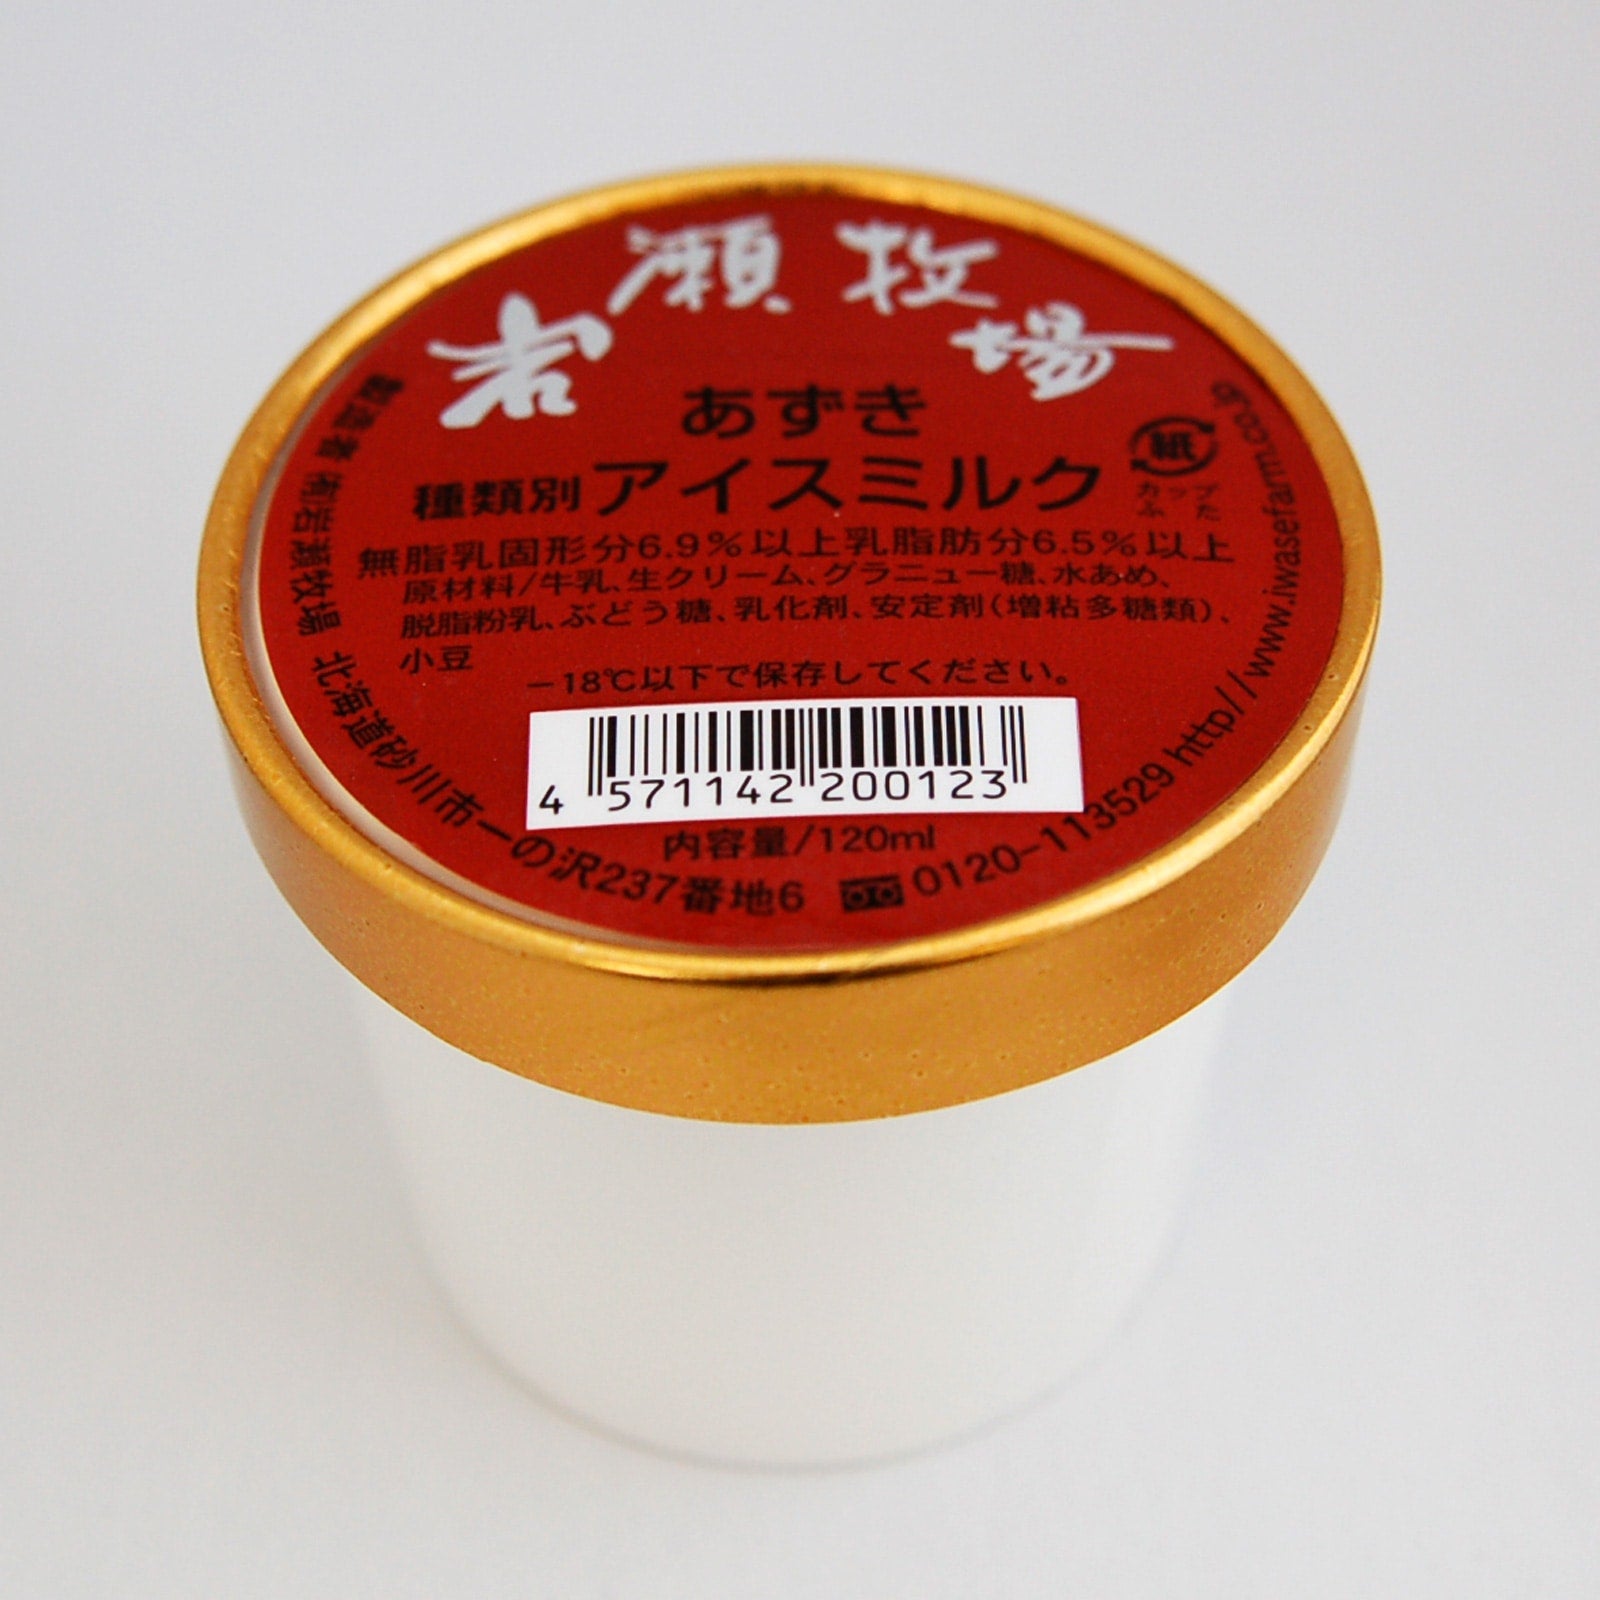 岩瀬牧場
あずき
種類別アイスミルク
紙
カップ
ふた
無脂乳固形分6.9%以上乳脂肪分6.5%以上
原材料/牛乳、生クリーム、グラニュー糖、水あめ、
脱脂粉乳、ぶどう糖、乳化剤、安定剤(増粘多糖類)、
小豆
－18℃以下で保存してください。
4 571142 200123
内容量/120ml
製造者 (有)岩瀬牧場 北海道砂川市一の沢237番地6 0120-113529 http//www.iwasefarm.co.jp